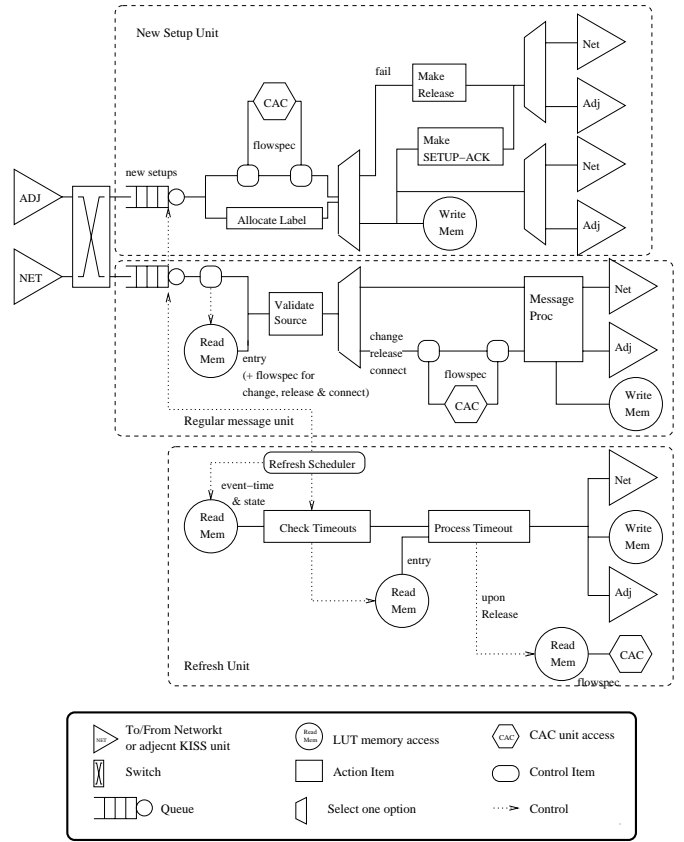 New Setup Unit
Net
fail
Make
Release
CAC
Adj
flowspec
Make
SETUP-ACK
new setups
Net
ADJ
Allocate Label
Write
Mem
Adj
NET
Net
Validate
Source
Message
Proc
change
release
connect
Read
Mem
entry
(+ flowspec for
change, release & connect)
flowspec
CAC
Adj
Write
Mem
Regular message unit
Refresh Scheduler
event-time
& state
Net
Read
Mem
Check Timeouts
Process Timeout
Write
Mem
entry
Read
Mem
upon
Release
Adj
Read
Mem
CAC
flowspec
Refresh Unit
NET
To/From Networkt
or adjecnt KISS unit
Read
Mem
LUT memory access
CAC
CAC unit access
Switch
Action Item
Control Item
Queue
Select one option
Control